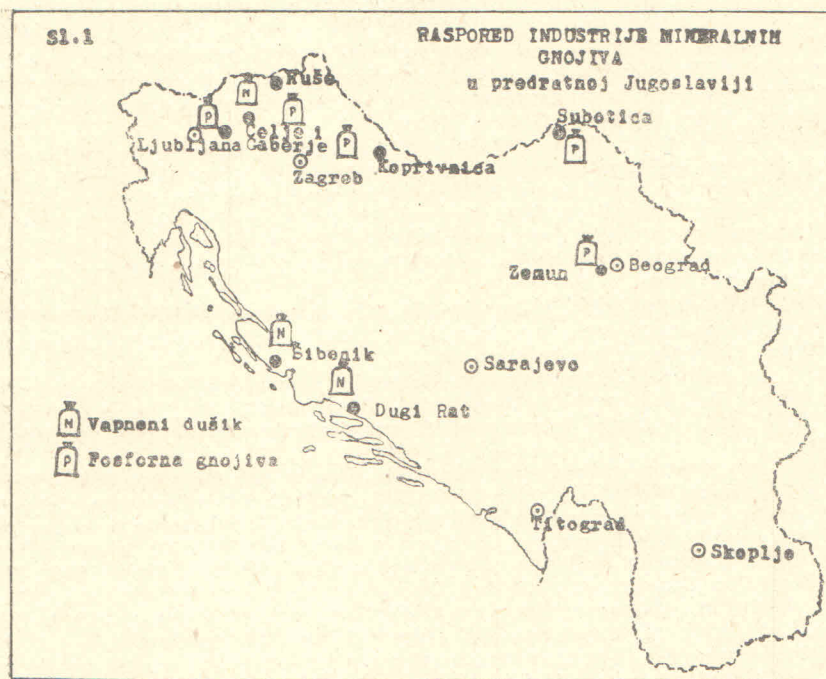 Sl.1
RASPORED INDUSTRIJE MINERALNIH
GNOJIVA
u predratnoj Jugoslaviji
Ruše
N
P
P
Celje i
Gaberje
Ljubljana
P
Koprivnica
Zagreb
Subotica
P
P
Zemun
Beograd
N
Šibenik
N
Dugi Rat
Sarajevo
N Vapneni dušik
P Fosforna gnojiva
Titograd
Skoplje